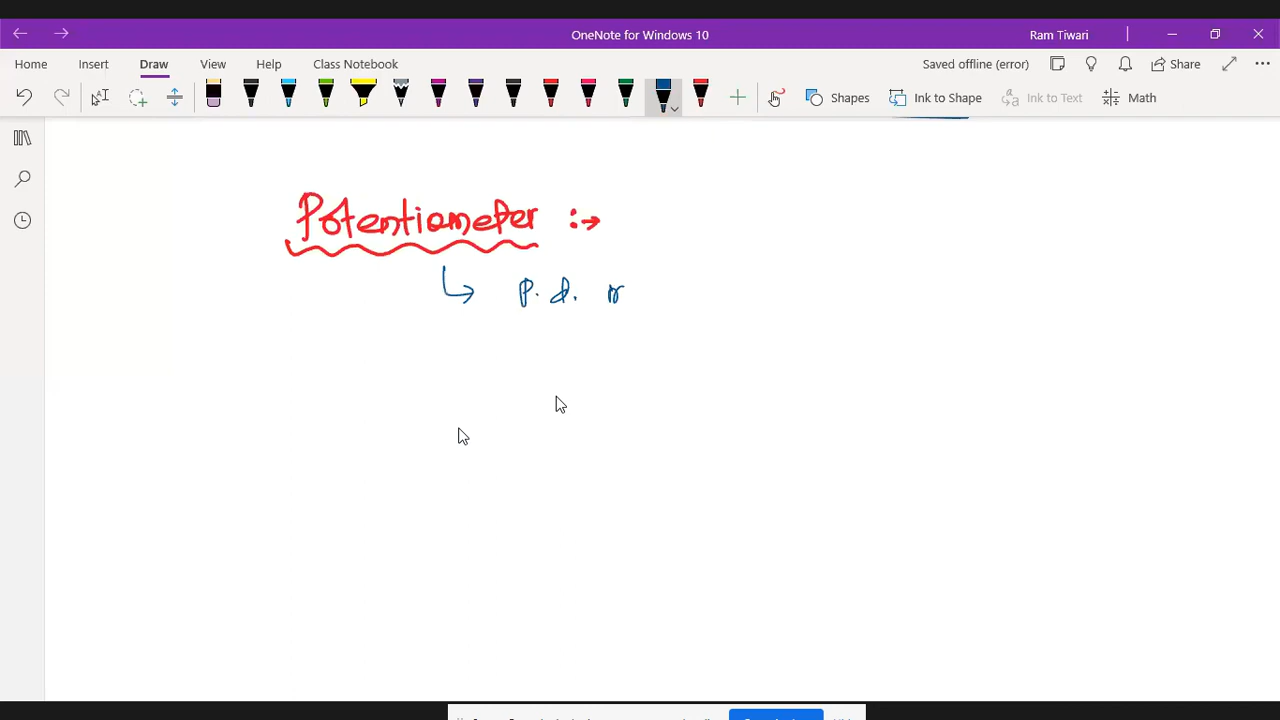 OneNote for Windows 10
Ram Tiwari
Home Insert Draw View Help Class Notebook
Saved offline (error) Share
Shapes Ink to Shape Ink to Text Math
Potentiometer :→
↳ P. d. r